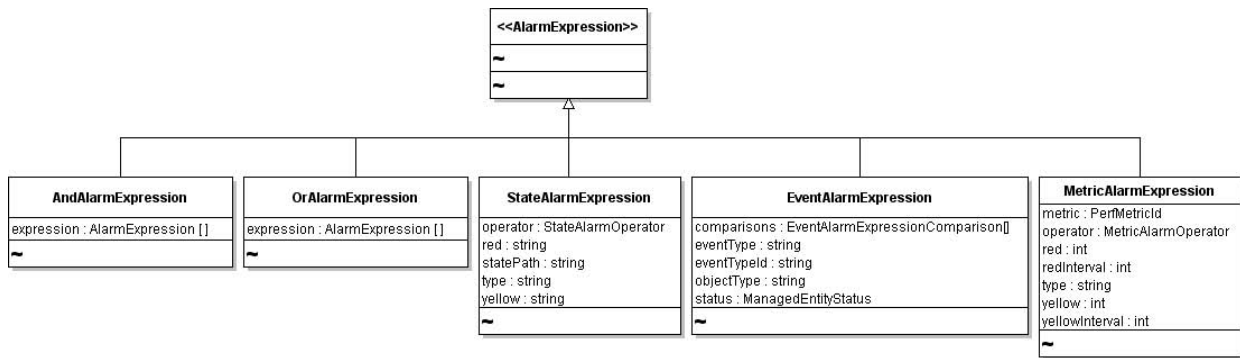 <<AlarmExpression>>
~
~
AndAlarmExpression
expression : AlarmExpression [ ]
~
OrAlarmExpression
expression : AlarmExpression [ ]
~
StateAlarmExpression
operator : StateAlarmOperator
red : string
statePath : string
type : string
yellow : string
~
EventAlarmExpression
comparisons : EventAlarmExpressionComparison[]
eventType : string
eventTypeId : string
objectType : string
status : ManagedEntityStatus
~
MetricAlarmExpression
metric : PerfMetricId
operator : MetricAlarmOperator
red : int
redInterval : int
type : string
yellow : int
yellowInterval : int
~